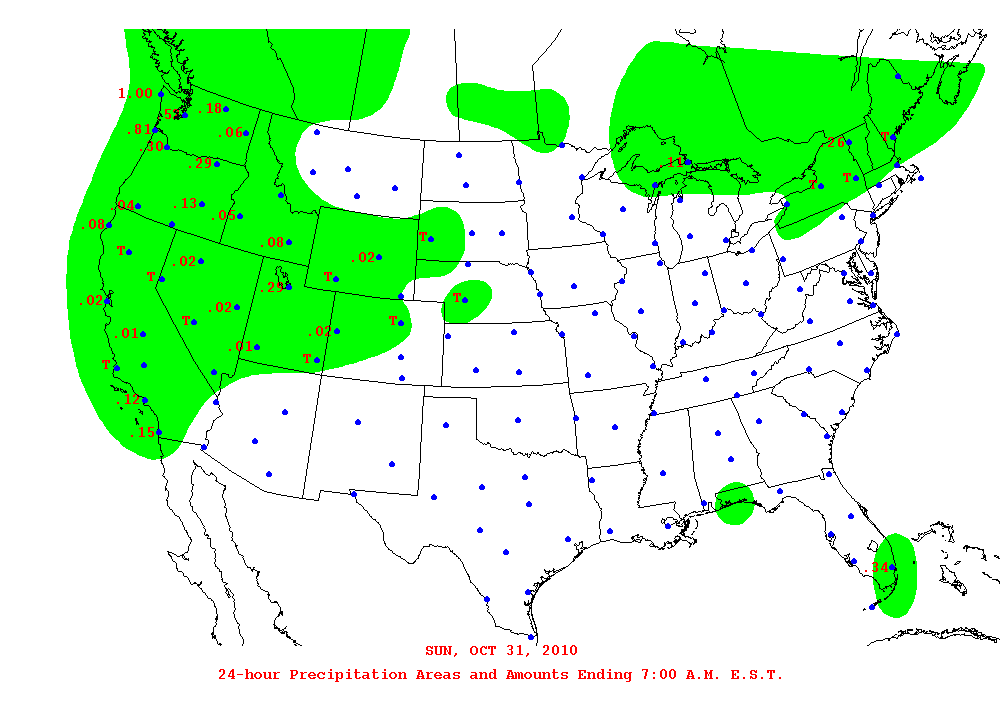 1.00
.18
.81
.06
.30
.26
T
.29
.11
T
T
.04
.13
.05
.08
T
.08
T
.02
.02
T
T
.29
.02
.02
T
T
.02
.01
.01
T
T
.12
.15
.34
SUN, OCT 31, 2010
24-hour Precipitation Areas and Amounts Ending 7:00 A.M. E.S.T.